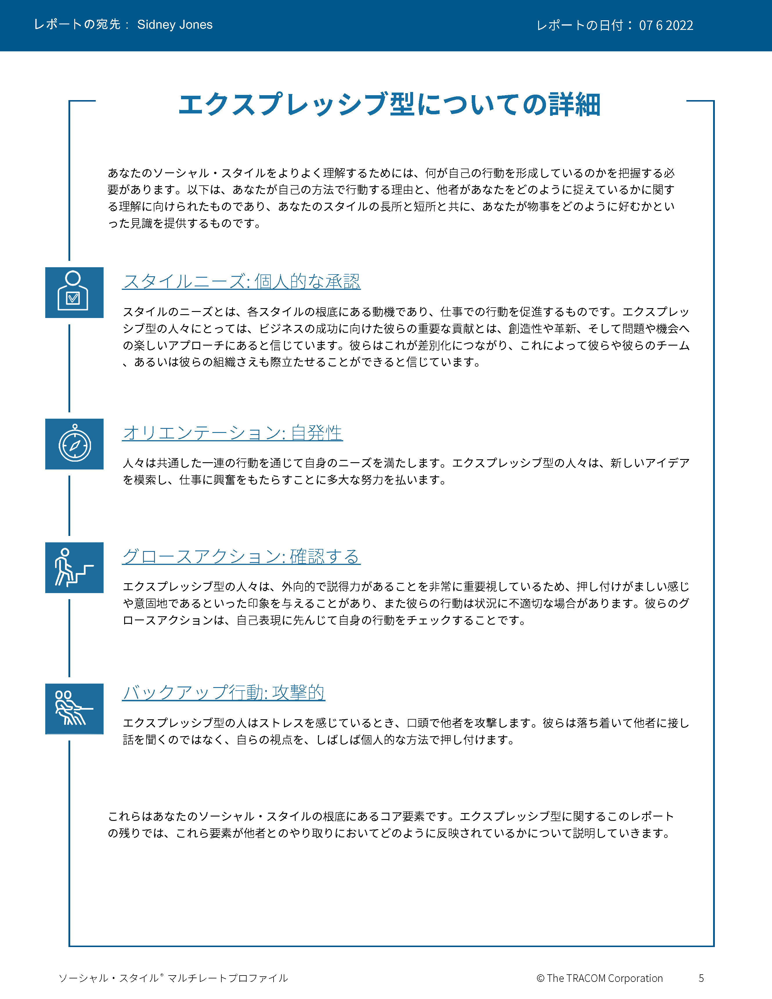 レポートの宛先： Sidney Jones
レポートの日付： 07 6 2022
エクスプレッシブ型についての詳細
あなたのソーシャル・スタイルをよりよく理解するためには、何が自己の行動を形成しているのかを把握する必
要があります。以下は、あなたが自己の方法で行動する理由と、他者があなたをどのように捉えているかに関す
る理解に向けられたものであり、あなたのスタイルの長所と短所と共に、あなたが物事をどのように好むかとい
った見識を提供するものです。
スタイルニーズ: 個人的な承認
スタイルのニーズとは、各スタイルの根底にある動機であり、仕事での行動を促進するものです。エクスプレッ
シブ型の人々にとっては、ビジネスの成功に向けた彼らの重要な貢献とは、創造性や革新、そして問題や機会へ
の楽しいアプローチにあると信じています。彼らはこれが差別化につながり、これによって彼らや彼らのチーム
、あるいは彼らの組織さえも際立たせることができると信じています。
オリエンテーション: 自発性
人々は共通した一連の行動を通じて自身のニーズを満たします。エクスプレッシブ型の人々は、新しいアイデア
を模索し、仕事に興奮をもたらすことに多大な努力を払います。
グロースアクション: 確認する
エクスプレッシブ型の人々は、外向的で説得力があることを非常に重要視しているため、押し付けがましい感じ
や意固地であるといった印象を与えることがあり、また彼らの行動は状況に不適切な場合があります。彼らのグ
ロースアクションは、自己表現に先んじて自身の行動をチェックすることです。
バックアップ行動: 攻撃的
エクスプレッシブ型の人はストレスを感じているとき、口頭で他者を攻撃します。彼らは落ち着いて他者に接し
話を聞くのではなく、自らの視点を、しばしば個人的な方法で押し付けます。
これらはあなたのソーシャル・スタイルの根底にあるコア要素です。エクスプレッシブ型に関するこのレポート
の残りでは、これら要素が他者とのやり取りにおいてどのように反映されているかについて説明していきます。
ソーシャル・スタイル® マルチレートプロファイル
© The TRACOM Corporation 5